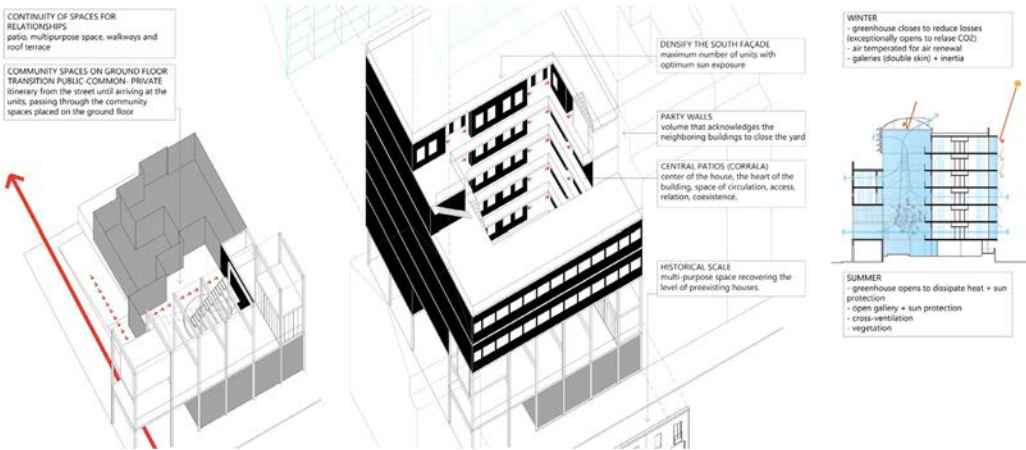 CONTINUITY OF SPACES FOR
RELATIONSHIPS
patio, multipurpose space, walkways and
roof terrace
COMMUNITY SPACES ON GROUND FLOOR
TRANSITION PUBLIC-COMMON- PRIVATE
itinerary from the street until arriving at the
units, passing through the community
spaces placed on the ground floor
DENSIFY THE SOUTH FAÇADE
maximum number of units with
optimum sun exposure
PARTY WALLS
volume that acknowledges the
neighboring buildings to close the yard
CENTRAL PATIOS (CORRALA)
center of the house, the heart of the
building, space of circulation, access,
relation, coexistence.
HISTORICAL SCALE
multi-purpose space recovering the
level of preexisting houses.
WINTER
- greenhouse closes to reduce losses
(exceptionally opens to relase CO2)
- air temperated for air renewal
- galeries (double skin) + inertia
SUMMER
- greenhouse opens to dissipate heat + sun
protection
- open gallery + sun protection
- cross-ventilation
- vegetation